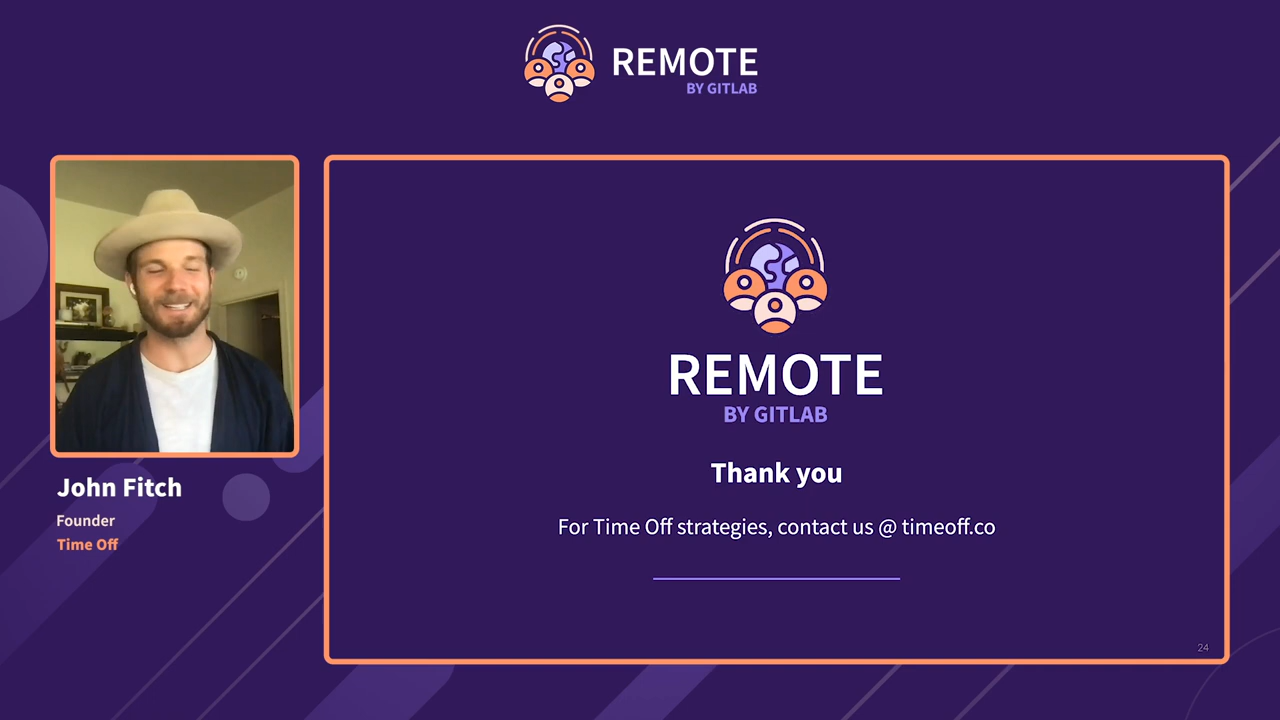 REMOTE
BY GITLAB
John Fitch
Founder
Time Off
REMOTE
BY GITLAB
Thank you
For Time Off strategies, contact us @ timeoff.co
24